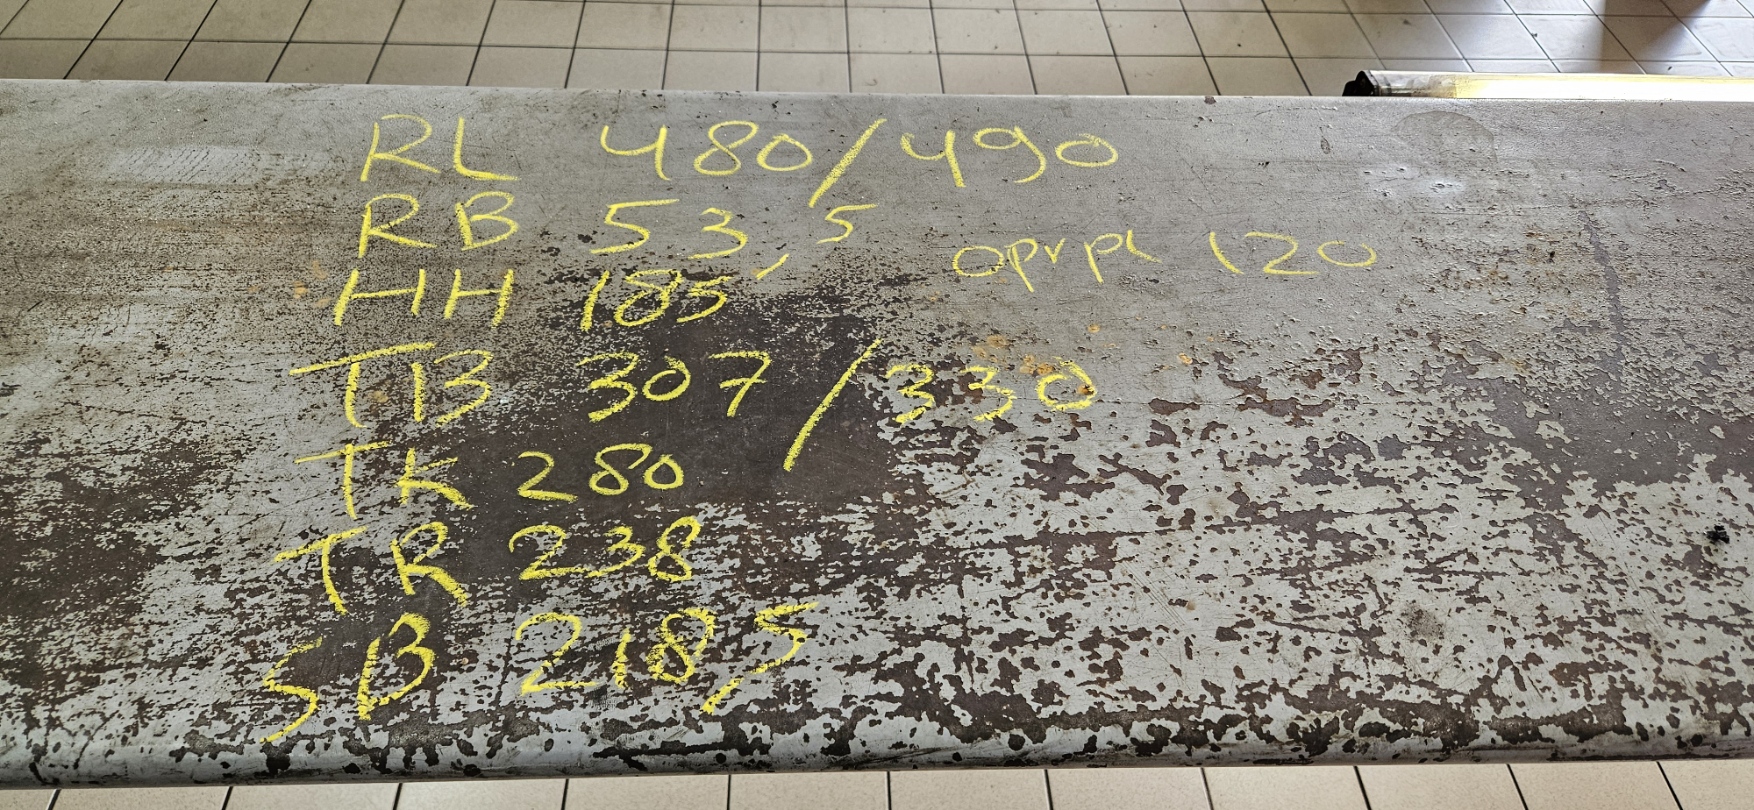 RL 480/490
RB 53,5
oprpl 120
HH 185
TB 307/330
TK 280
TR 238
SB 218,5